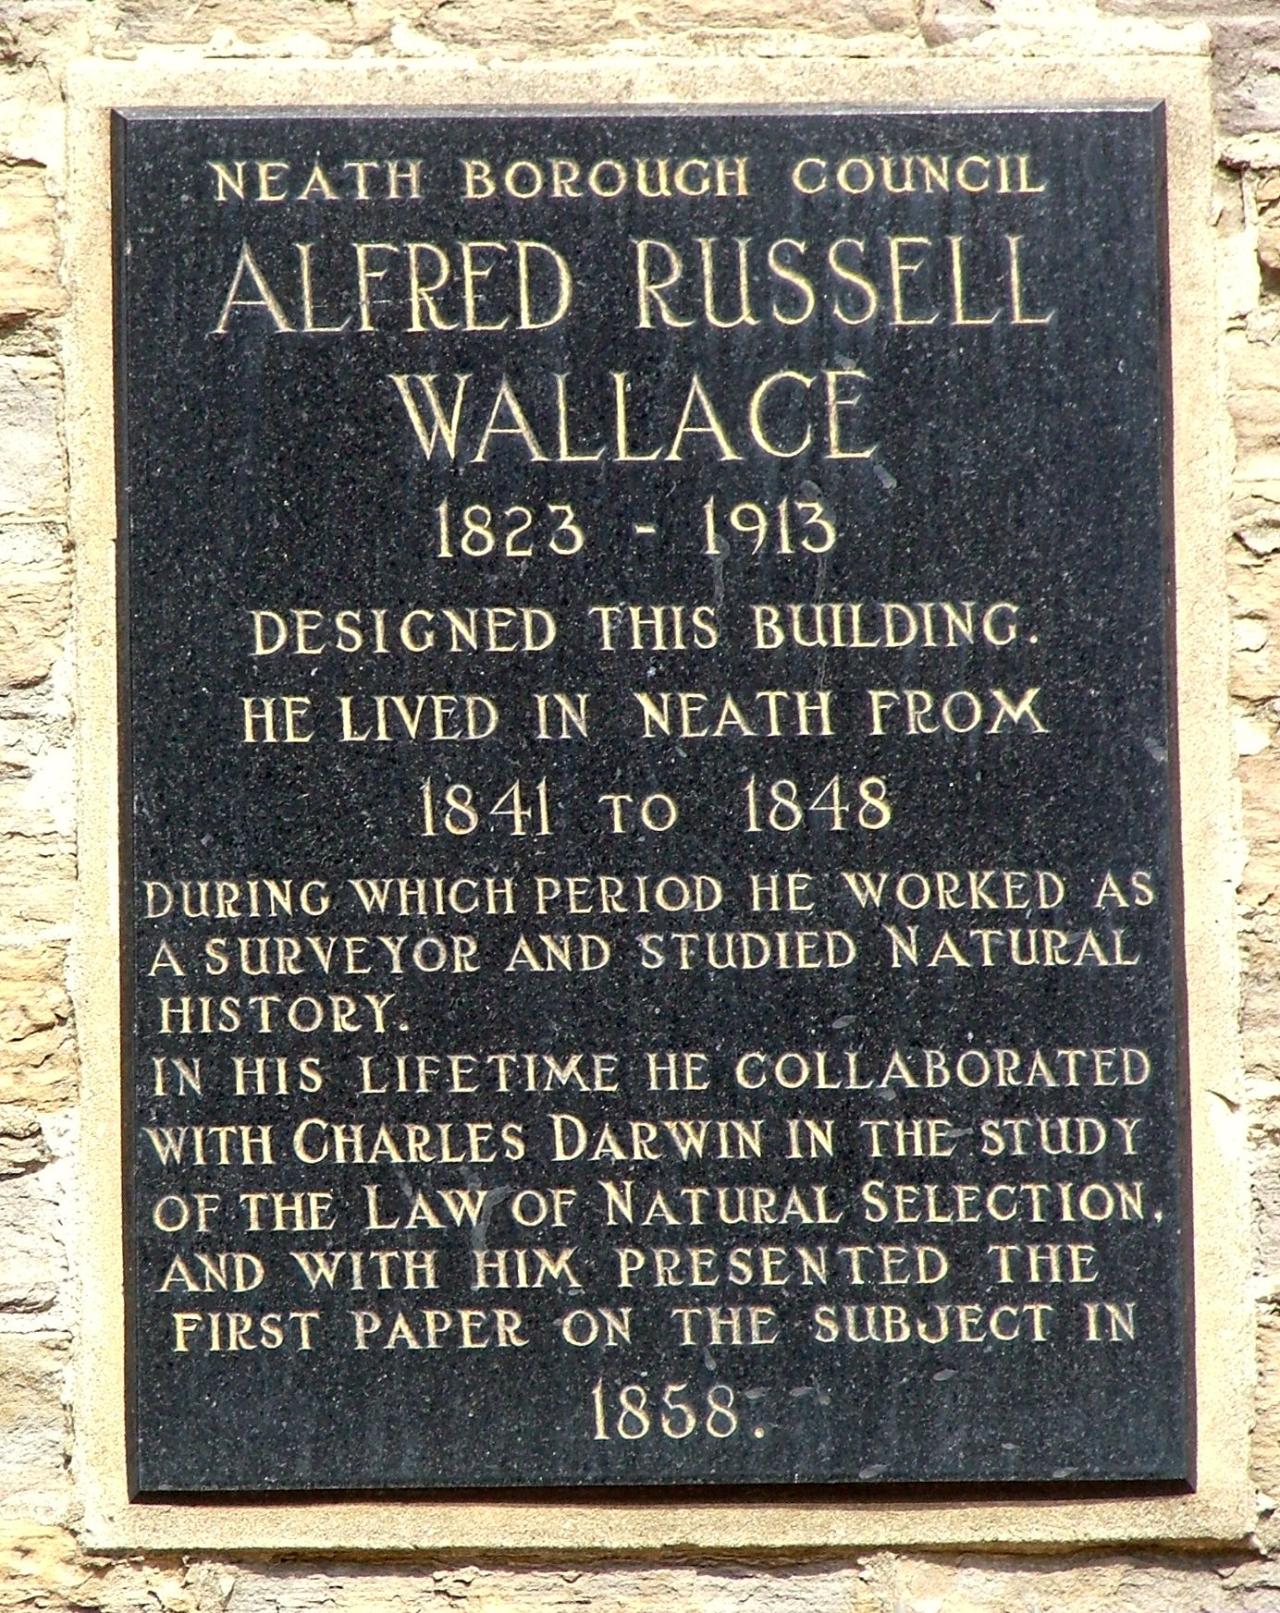 NEATH BOROUGH COUNCIL
ALFRED RUSSELL
WALLACE
1823 - 1913
DESIGNED THIS BUILDING.
HE LIVED IN NEATH FROM
1841 TO 1848
DURING WHICH PERIOD HE WORKED AS
A SURVEYOR AND STUDIED NATURAL
HISTORY.
IN HIS LIFETIME HE COLLABORATED
WITH CHARLES DARWIN IN THE STUDY
OF THE LAW OF NATURAL SELECTION,
AND WITH HIM PRESENTED THE
FIRST PAPER ON THE SUBJECT IN
1858.